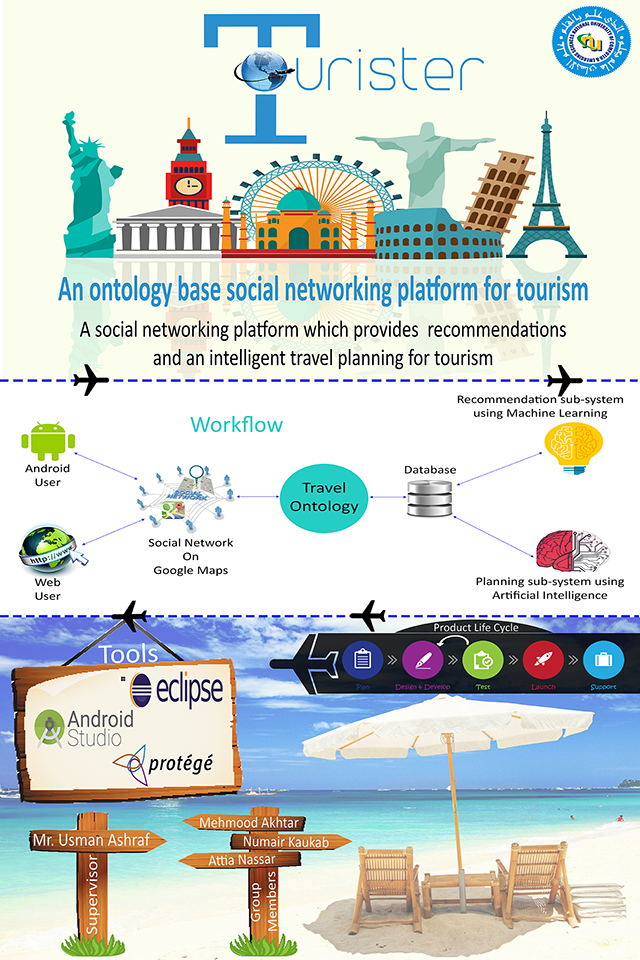 Tourister
An ontology base social networking platform for tourism
A social networking platform which provides recommendations
and an intelligent travel planning for tourism
Workflow
Android
User
Web
User
http://www
Social Network
On
Google Maps
Travel
Ontology
Database
Recommendation sub-system
using Machine Learning
Planning sub-system using
Artificial Intelligence
Tools
eclipse
Android
Studio
protégé
Product Life Cycle
Plan
Design & Develop
Test
Launch
Support
Mr. Usman Ashraf
Supervisor
Mehmood Akhtar
Numair Kaukab
Attia Nassar
Group
Members